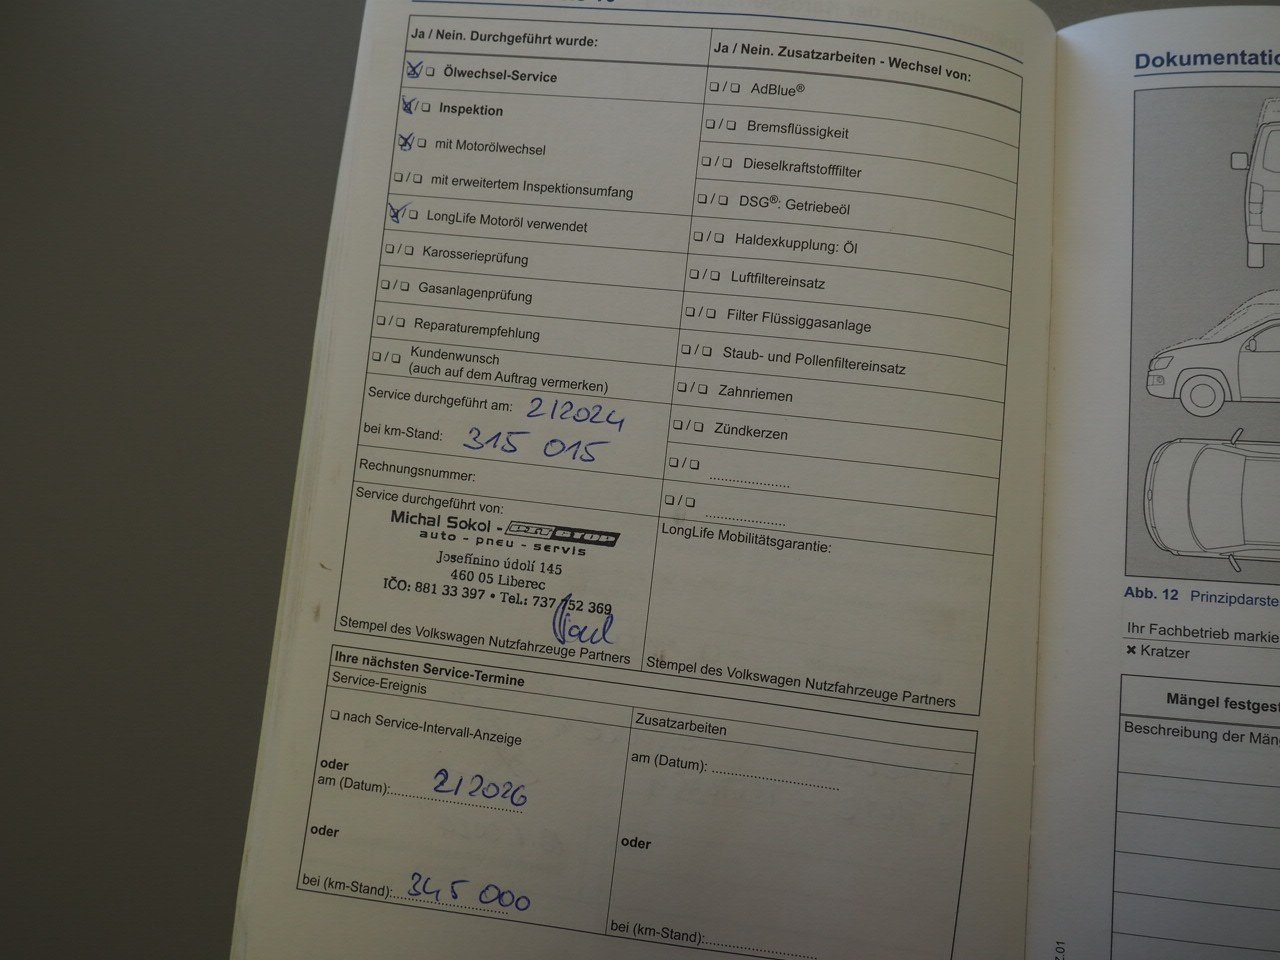 Ja / Nein. Durchgeführt wurde:
❏/❏ Ölwechsel-Service
❏/❏ Inspektion
❏/❏ mit Motorölwechsel
❏/❏ mit erweitertem Inspektionsumfang
❏/❏ LongLife Motoröl verwendet
❏/❏ Karosserieprüfung
❏/❏ Gasanlagenprüfung
❏/❏ Reparaturempfehlung
❏/❏ Kundenwunsch
(auch auf dem Auftrag vermerken)
Service durchgeführt am: 2/2024
bei km-Stand: 315 015
Rechnungsnummer:
Service durchgeführt von:
Michal Sokol -
auto - pneu - servis
Josefínino údolí 145
460 05 Liberec
IČO: 881 33 397 • Tel.: 737 752 369
Stempel des Volkswagen Nutzfahrzeuge Partners
Ja / Nein. Zusatzarbeiten - Wechsel von:
❏/❏ AdBlue®
❏/❏ Bremsflüssigkeit
❏/❏ Dieselkraftstofffilter
❏/❏ DSG®: Getriebeöl
❏/❏ Haldexkupplung: Öl
❏/❏ Luftfiltereinsatz
❏/❏ Filter Flüssiggasanlage
❏/❏ Staub- und Pollenfiltereinsatz
❏/❏ Zahnriemen
❏/❏ Zündkerzen
❏/❏ ....................
❏/❏ ....................
LongLife Mobilitätsgarantie:
Stempel des Volkswagen Nutzfahrzeuge Partners
Ihre nächsten Service-Termine
Service-Ereignis
❏ nach Service-Intervall-Anzeige
oder
am (Datum): 2/2026
oder
bei (km-Stand): 345 000
Zusatzarbeiten
am (Datum): ................................
oder
bei (km-Stand):............................
Dokumentatio
Abb. 12 Prinzipdarste
Ihr Fachbetrieb markie
✖ Kratzer
Mängel festgest
Beschreibung der Män